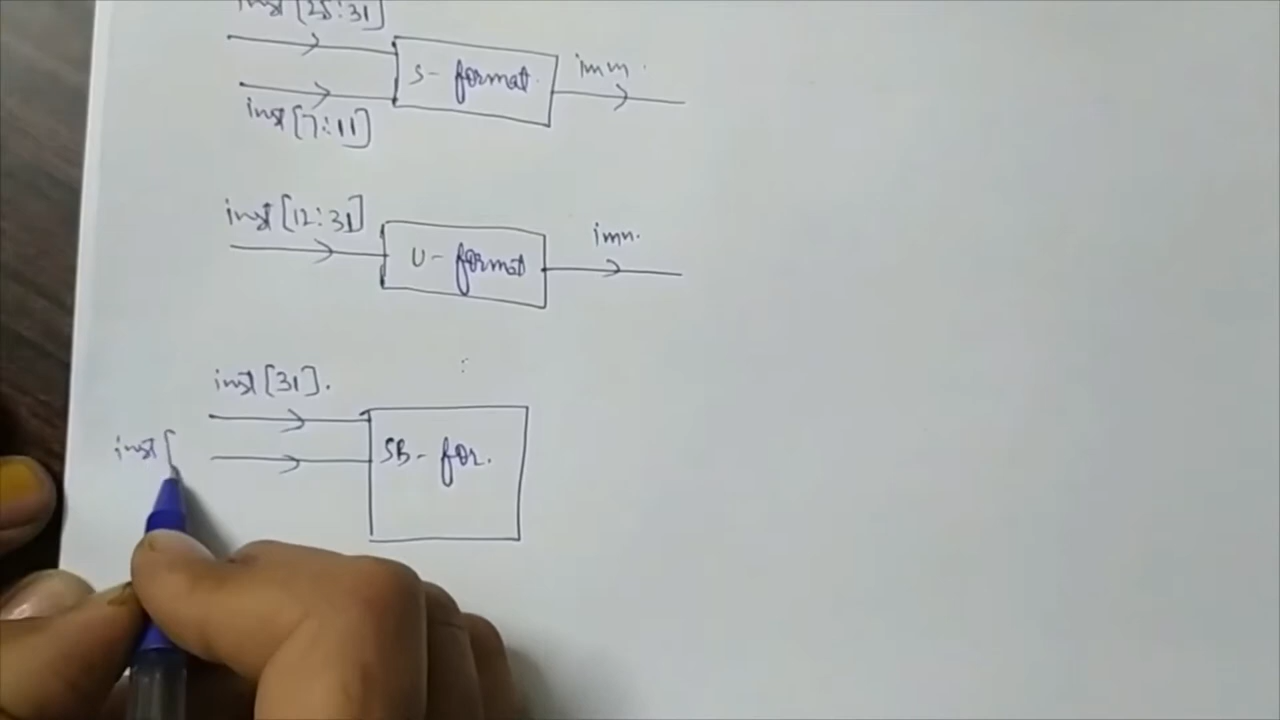 inst [25:31]
S- format.
imm.
inst [7:11]
inst [12:31]
U- format
imm.
inst [31].
inst [
SB- for.